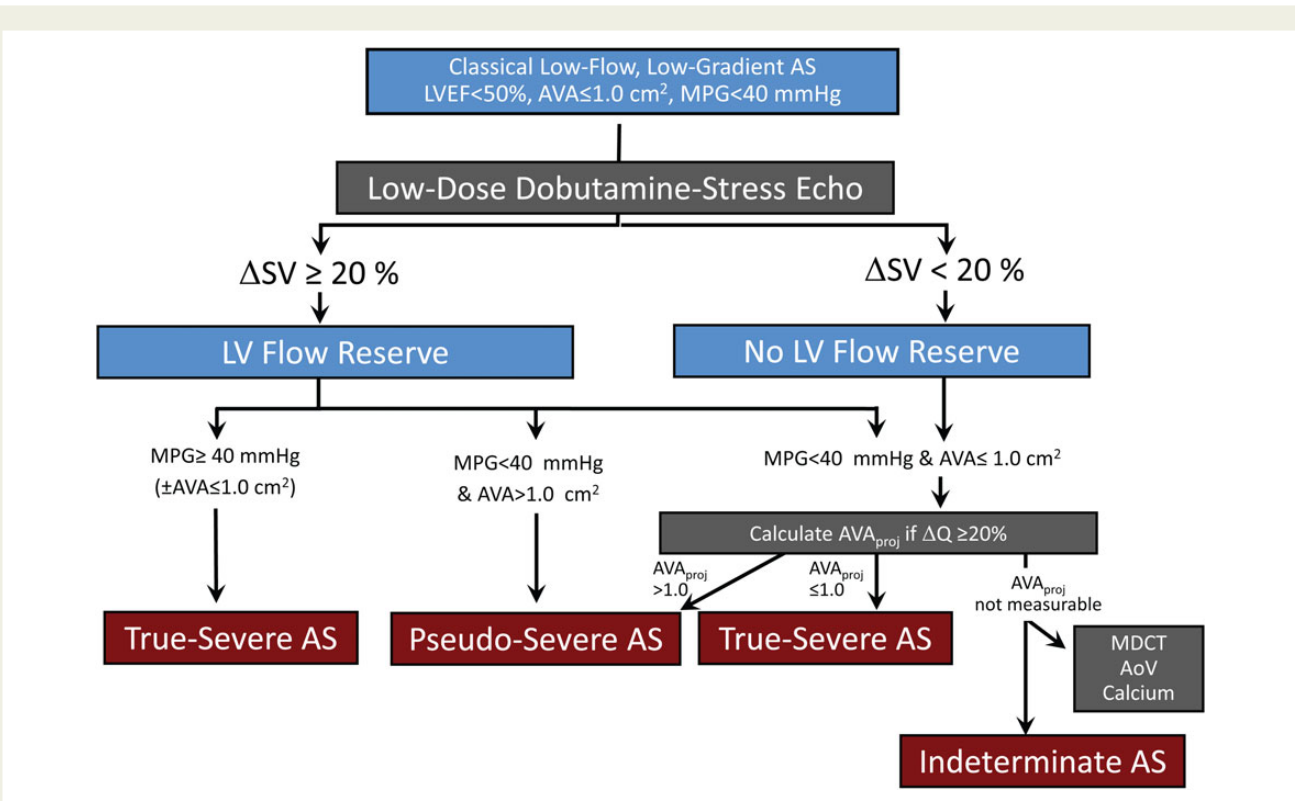 Classical Low-Flow, Low-Gradient AS
LVEF<50%, AVA≤1.0 cm², MPG<40 mmHg
Low-Dose Dobutamine-Stress Echo
ΔSV ≥ 20 %
ΔSV < 20 %
LV Flow Reserve
No LV Flow Reserve
MPG≥ 40 mmHg
(±AVA≤1.0 cm²)
MPG<40 mmHg
& AVA>1.0 cm²
MPG<40 mmHg & AVA≤ 1.0 cm²
Calculate AVAproj if ΔQ ≥20%
AVAproj
>1.0
AVAproj
≤1.0
AVAproj
not measurable
True-Severe AS
Pseudo-Severe AS
True-Severe AS
MDCT
AoV
Calcium
Indeterminate AS